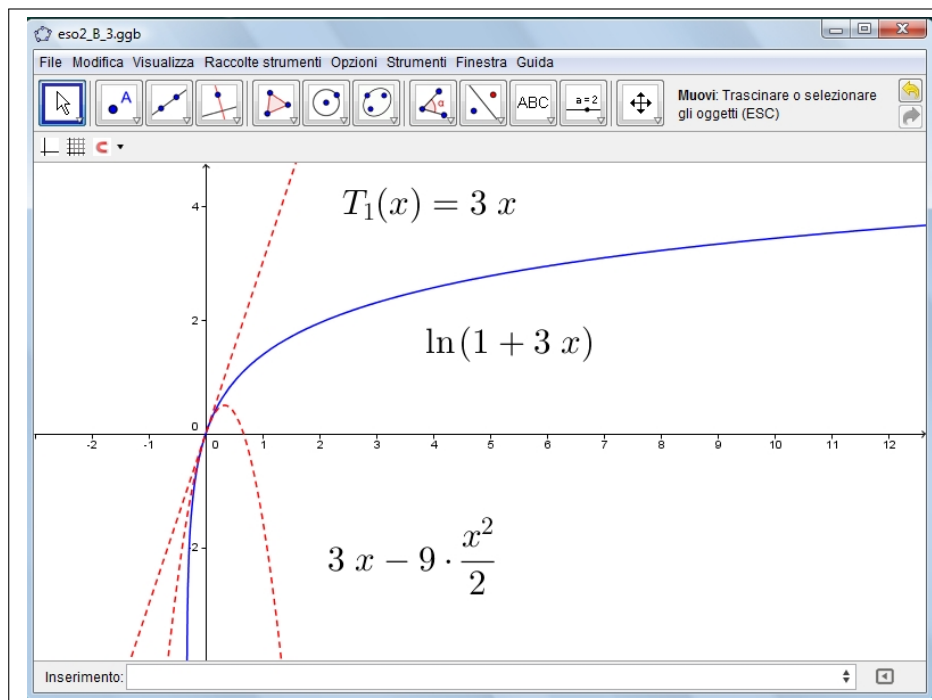 eso2_B_3.ggb
File Modifica Visualizza Raccolte strumenti Opzioni Strumenti Finestra Guida
A
α
ABC
a=2
Muovi: Trascinare o selezionare
gli oggetti (ESC)
T₁(x) = 3 x
4
2
ln(1 + 3 x)
0
-2 -1 0 1 2 3 4 5 6 7 8 9 10 11 12
-2
3 x − 9 · x²/2
Inserimento: